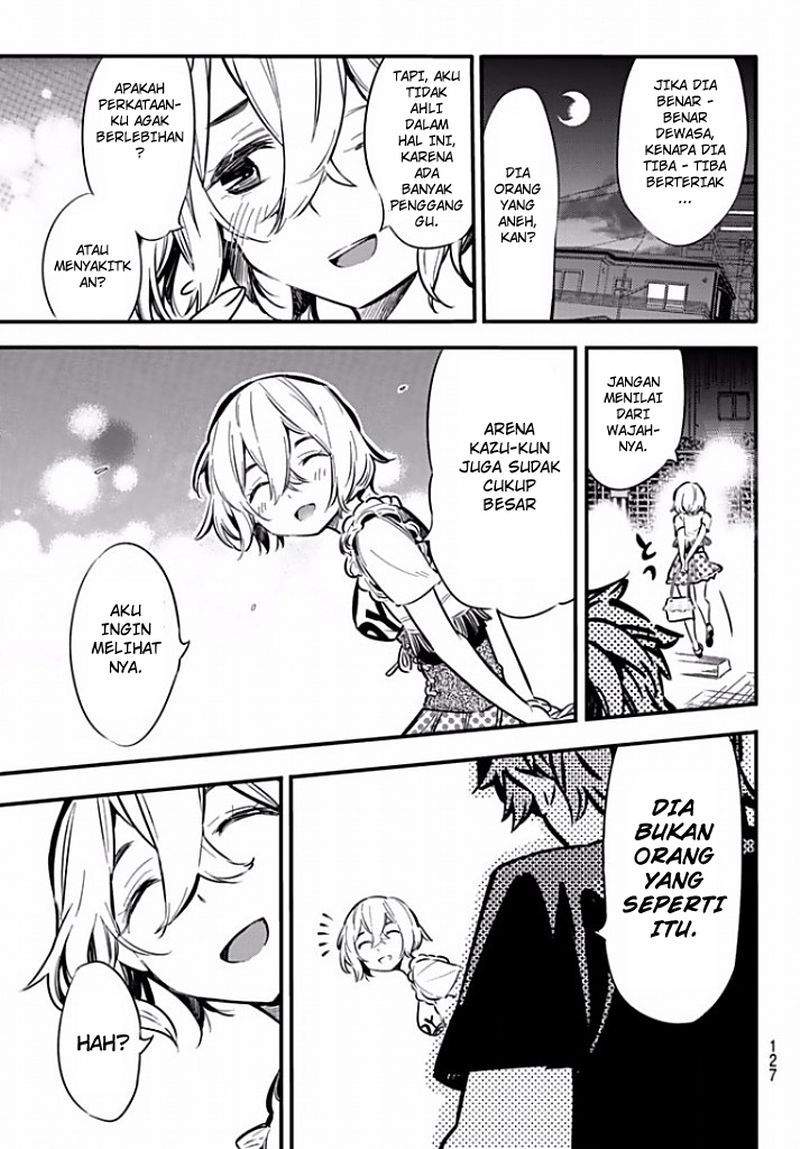 JIKA DIA
BENAR -
BENAR
DEWASA,
KENAPA DIA
TIBA - TIBA
BERTERIAK
...
DIA
ORANG
YANG
ANEH,
KAN?
TAPI, AKU
TIDAK
AHLI
DALAM
HAL INI,
KARENA
ADA
BANYAK
PENGGANG
GU.
APAKAH
PERKATAAN-
KU AGAK
BERLEBIHAN
?
ATAU
MENYAKITK
AN?
JANGAN
MENILAI
DARI
WAJAH-
NYA.
とっ
ARENA
KAZU-KUN
JUGA SUDAK
CUKUP
BESAR
AKU
INGIN
MELIHAT
NYA.
DIA
BUKAN
ORANG
YANG
SEPERTI
ITU.
HAH?
127